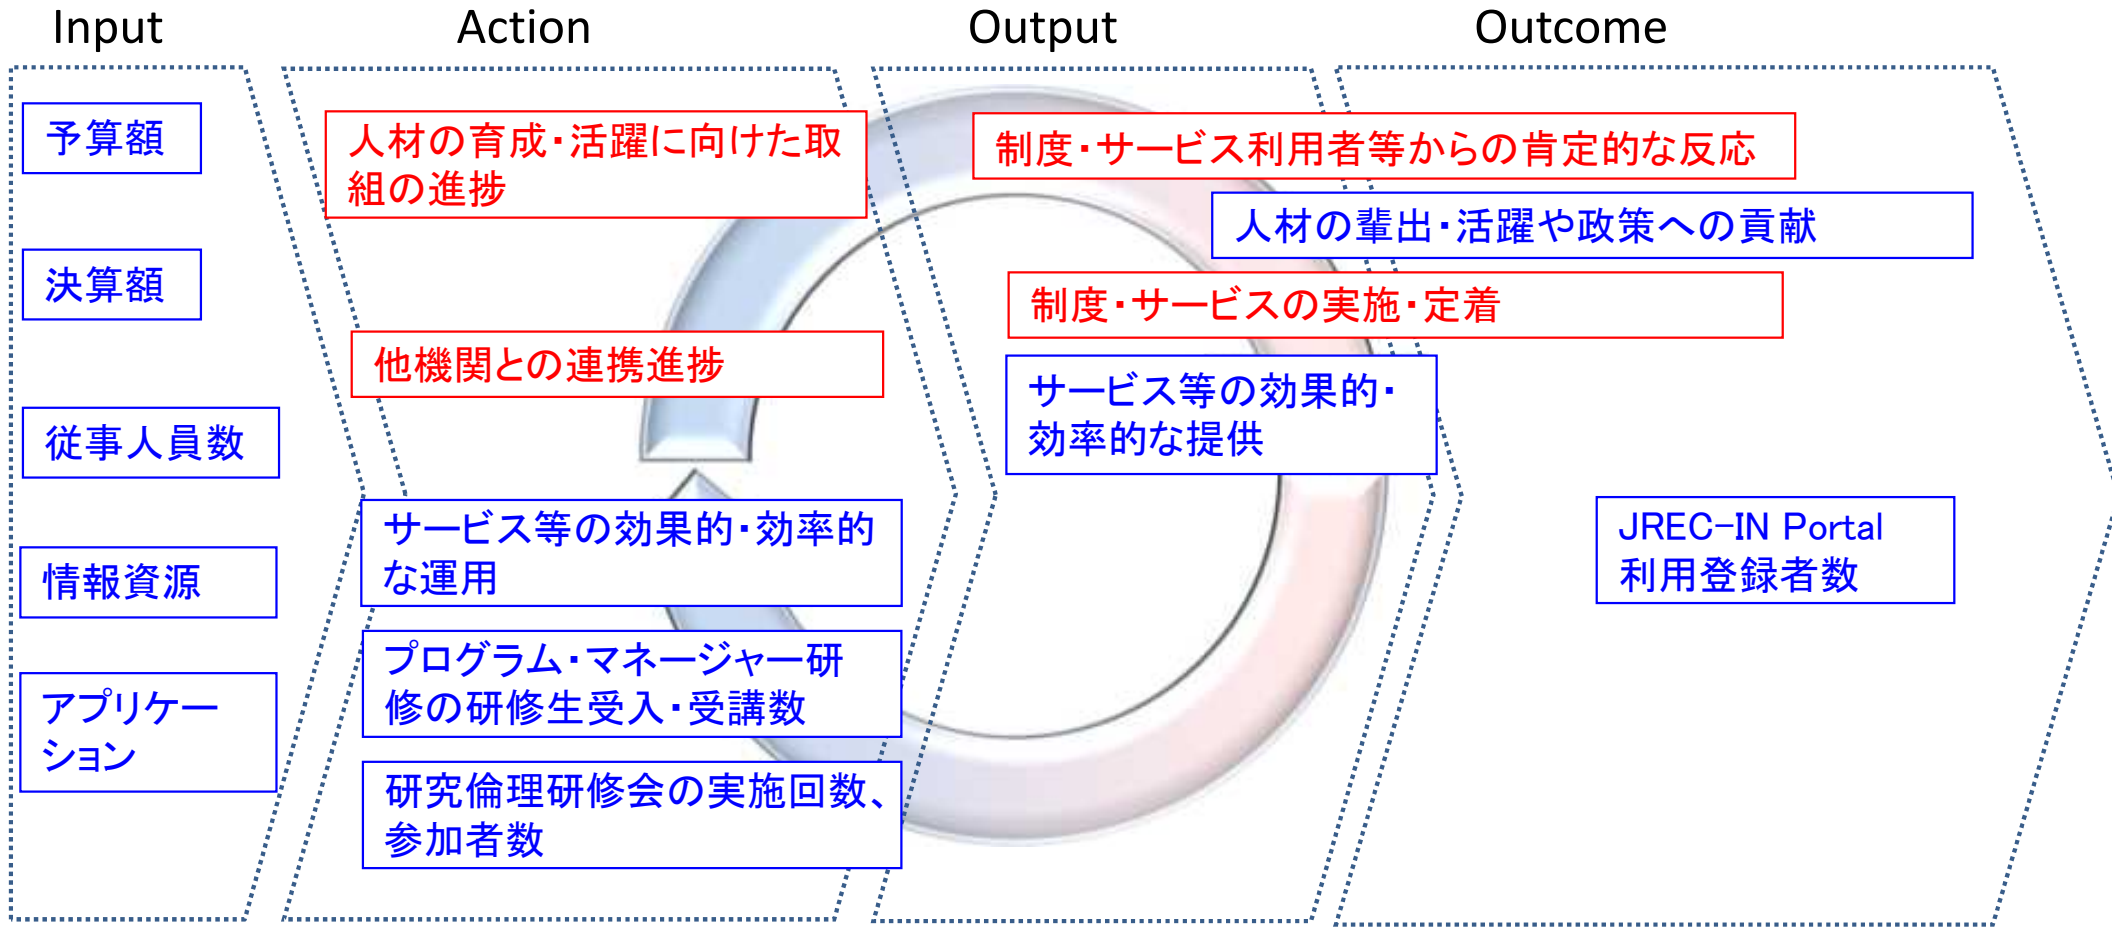 Input
Action
Output
Outcome
予算額
決算額
従事人員数
情報資源
アプリケー
ション
人材の育成・活躍に向けた取
組の進捗
他機関との連携進捗
サービス等の効果的・効率的
な運用
プログラム・マネージャー研
修の研修生受入・受講数
研究倫理研修会の実施回数、
参加者数
制度・サービス利用者等からの肯定的な反応
人材の輩出・活躍や政策への貢献
制度・サービスの実施・定着
サービス等の効果的・
効率的な提供
JREC-IN Portal
利用登録者数